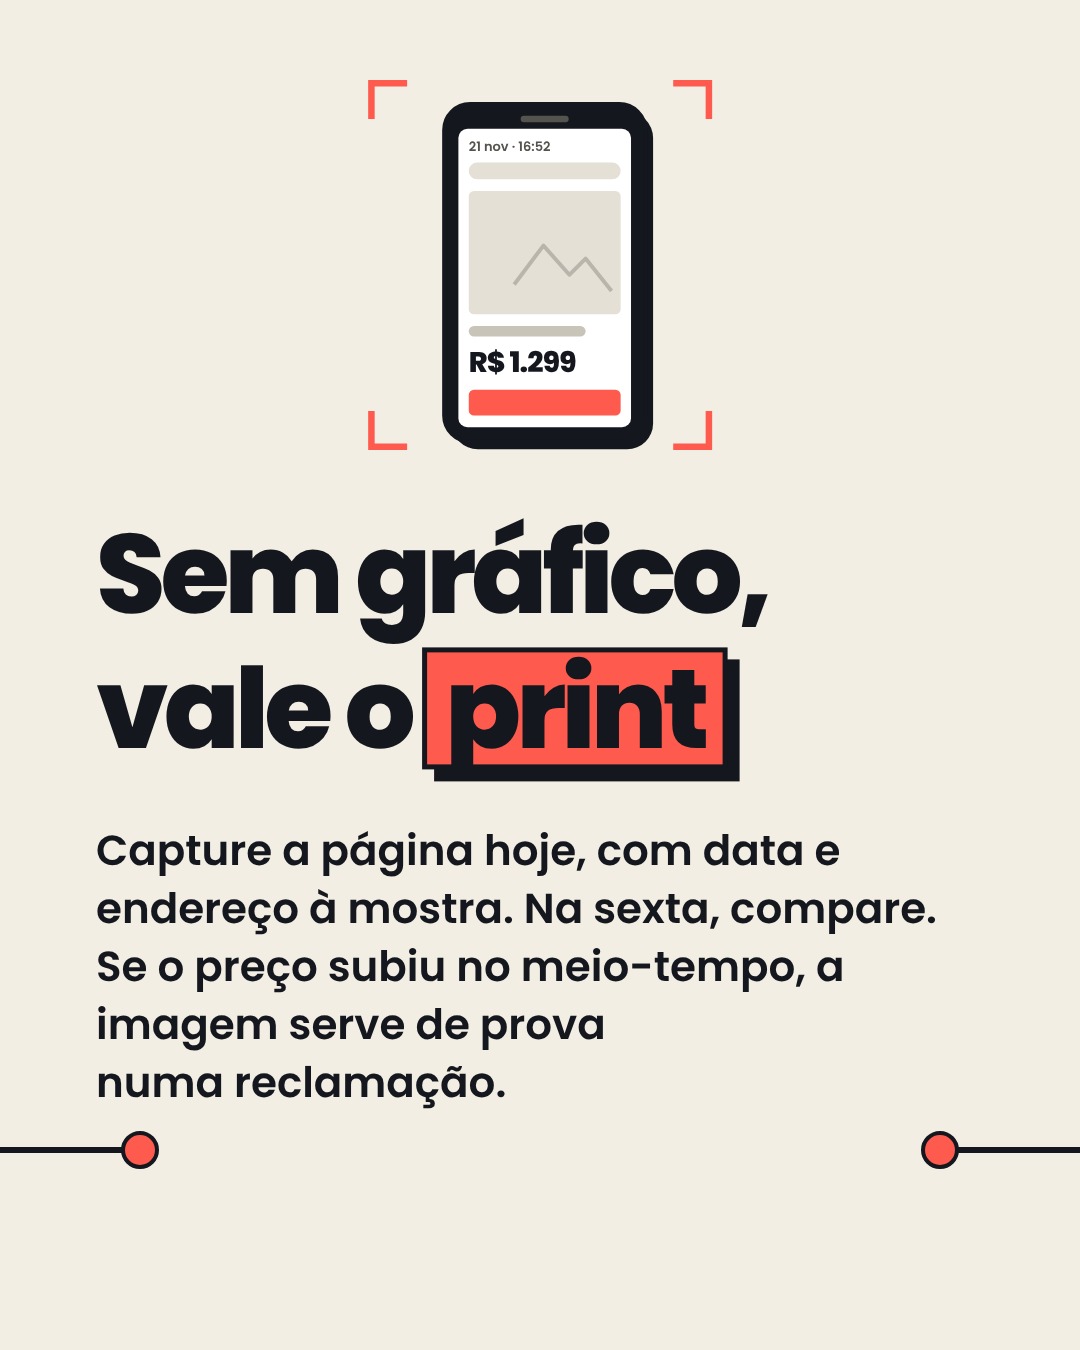 21 nov · 16:52
R$ 1.299
Sem gráfico,
vale o print
Capture a página hoje, com data e
endereço à mostra. Na sexta, compare.
Se o preço subiu no meio-tempo, a
imagem serve de prova
numa reclamação.